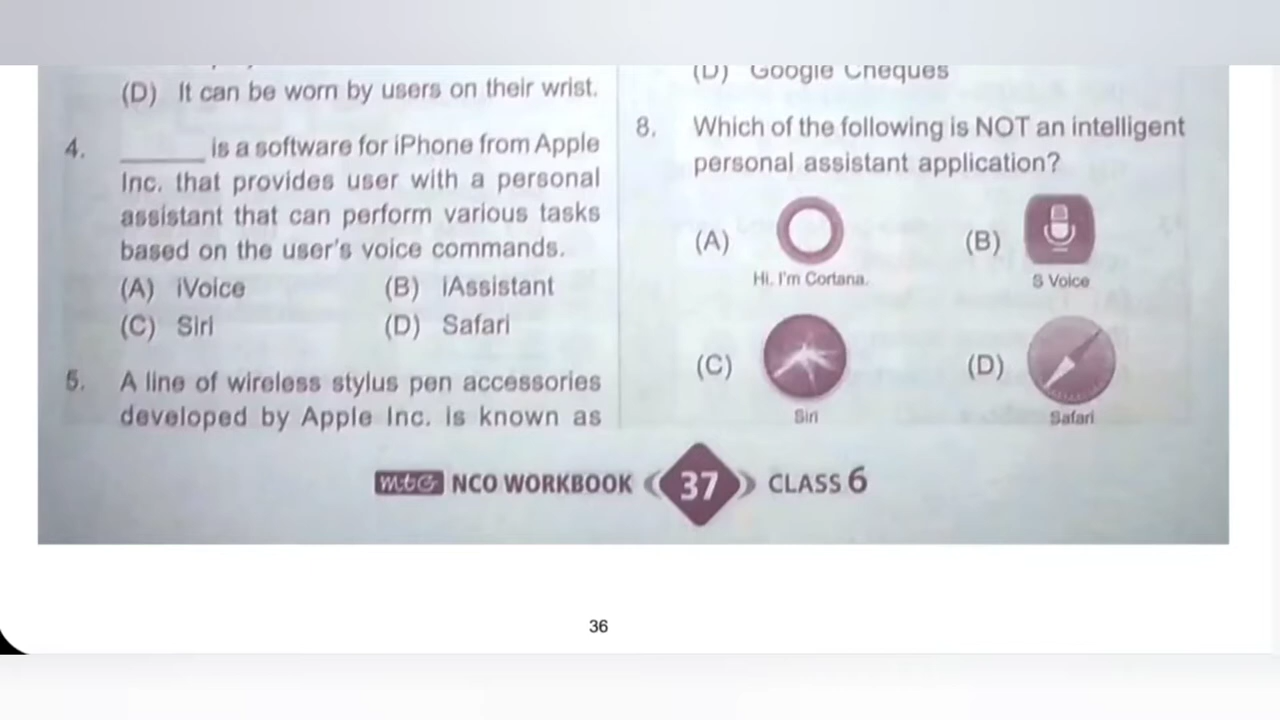 (D) It can be worn by users on their wrist.
4. ______ is a software for iPhone from Apple
Inc. that provides user with a personal
assistant that can perform various tasks
based on the user's voice commands.
(A) iVoice (B) iAssistant
(C) Siri (D) Safari
5. A line of wireless stylus pen accessories
developed by Apple Inc. is known as
(D) Google Cheques
8. Which of the following is NOT an intelligent
personal assistant application?
(A) (B)
Hi. I'm Cortana. S Voice
(C) (D)
Siri Safari
mtG NCO WORKBOOK 37 CLASS 6
36